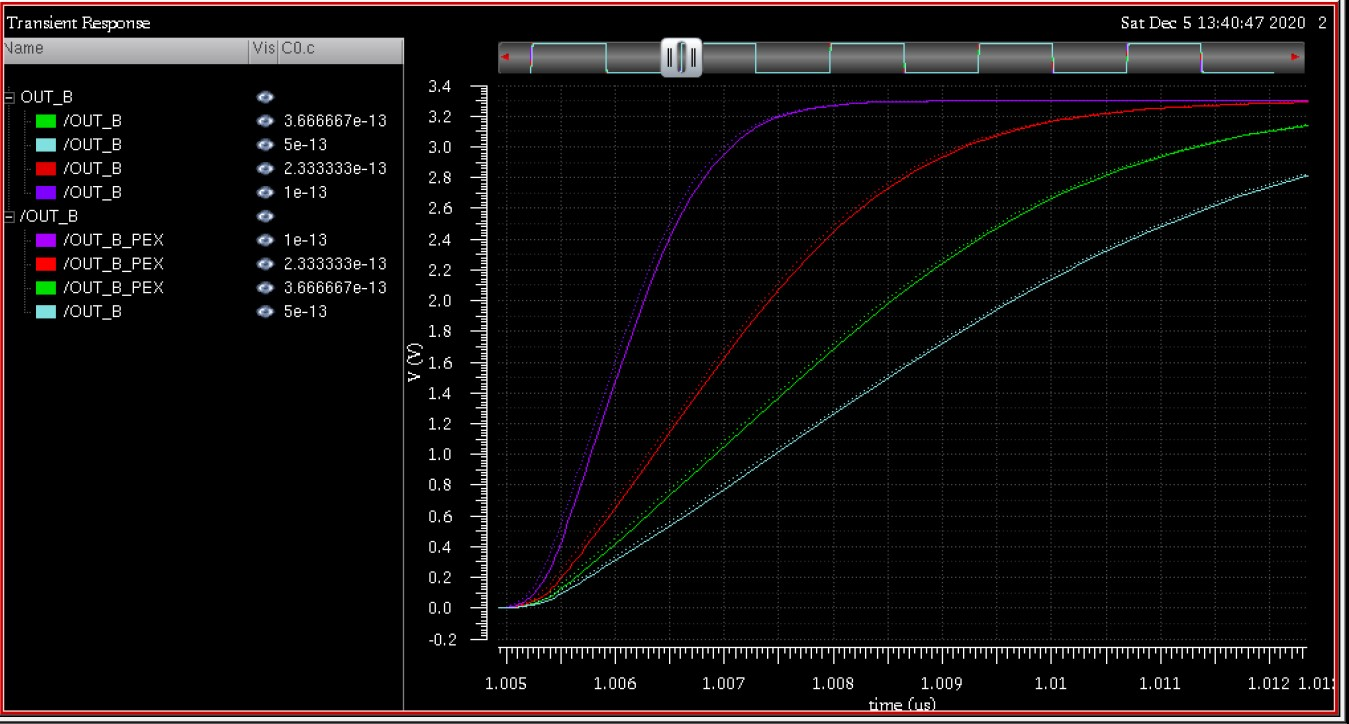 Transient Response
Sat Dec 5 13:40:47 2020 2
Name Vis C0.c
OUT_B
/OUT_B 3.666667e-13
/OUT_B 5e-13
/OUT_B 2.333333e-13
/OUT_B 1e-13
/OUT_B
/OUT_B_PEX 1e-13
/OUT_B_PEX 2.333333e-13
/OUT_B_PEX 3.666667e-13
/OUT_B 5e-13
3.4
3.2
3.0
2.8
2.6
2.4
2.2
2.0
1.8
1.6
1.4
1.2
1.0
0.8
0.6
0.4
0.2
0.0
-0.2
V (V)
1.005 1.006 1.007 1.008 1.009 1.01 1.011 1.012 1.01
time (us)